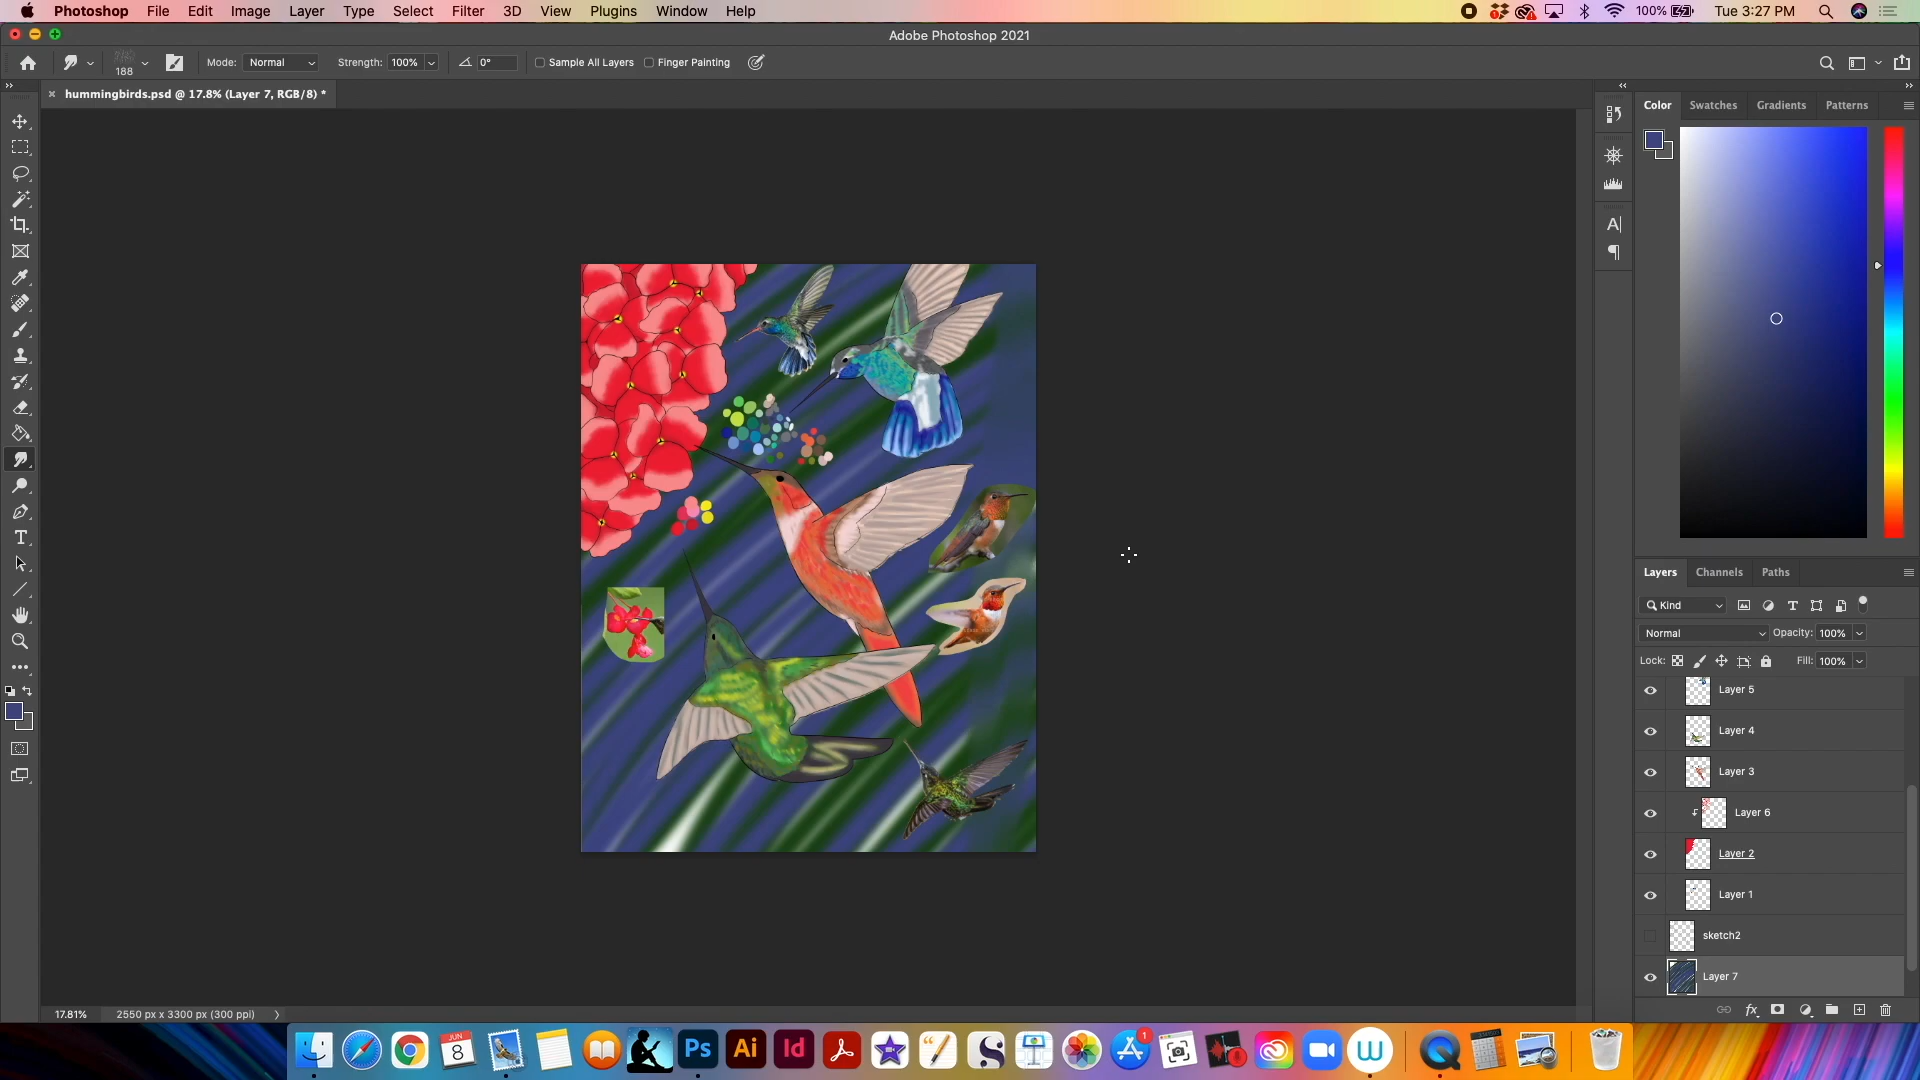 Photoshop File Edit Image Layer Type Select Filter 3D View Plugins Window Help 100% Tue 3:27 PM
Adobe Photoshop 2021
188 Mode: Normal Strength: 100% 0° Sample All Layers Finger Painting
hummingbirds.psd @ 17.8% (Layer 7, RGB/8) *
Color Swatches Gradients Patterns
Layers Channels Paths
Kind
Normal Opacity: 100%
Lock: Fill: 100%
Layer 5
Layer 4
Layer 3
Layer 6
Layer 2
Layer 1
sketch2
Layer 7
17.81% 2550 px x 3300 px (300 ppi)
JUN
8
Ps
Ai
Id
1